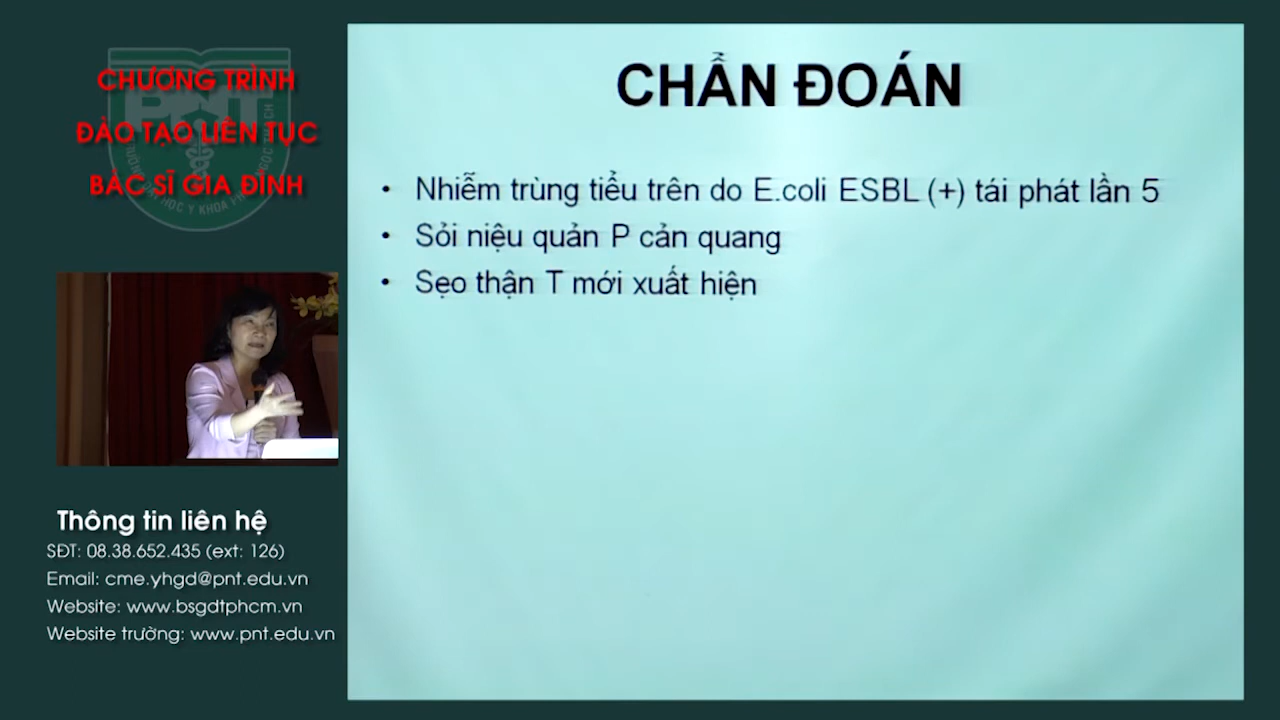 CHƯƠNG TRÌNH
ĐÀO TẠO LIÊN TỤC
BÁC SĨ GIA ĐÌNH
PNT
Thông tin liên hệ
SĐT: 08.38.652.435 (ext: 126)
Email: cme.yhgd@pnt.edu.vn
Website: www.bsgdtphcm.vn
Website trường: www.pnt.edu.vn
CHẨN ĐOÁN
• Nhiễm trùng tiểu trên do E.coli ESBL (+) tái phát lần 5
• Sỏi niệu quản P cản quang
• Sẹo thận T mới xuất hiện